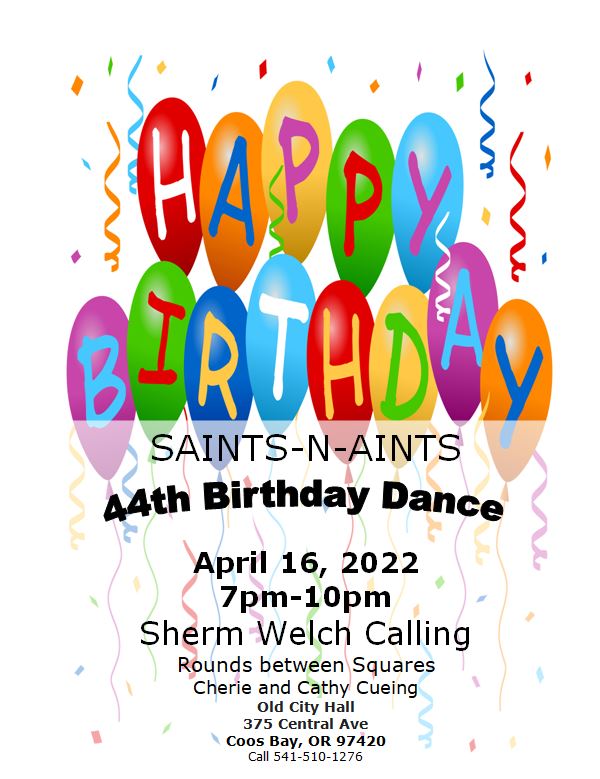 HAPPY
BIRTHDAY
SAINTS-N-AINTS
44th Birthday Dance
April 16, 2022
7pm-10pm
Sherm Welch Calling
Rounds between Squares
Cherie and Cathy Cueing
Old City Hall
375 Central Ave
Coos Bay, OR 97420
Call 541-510-1276